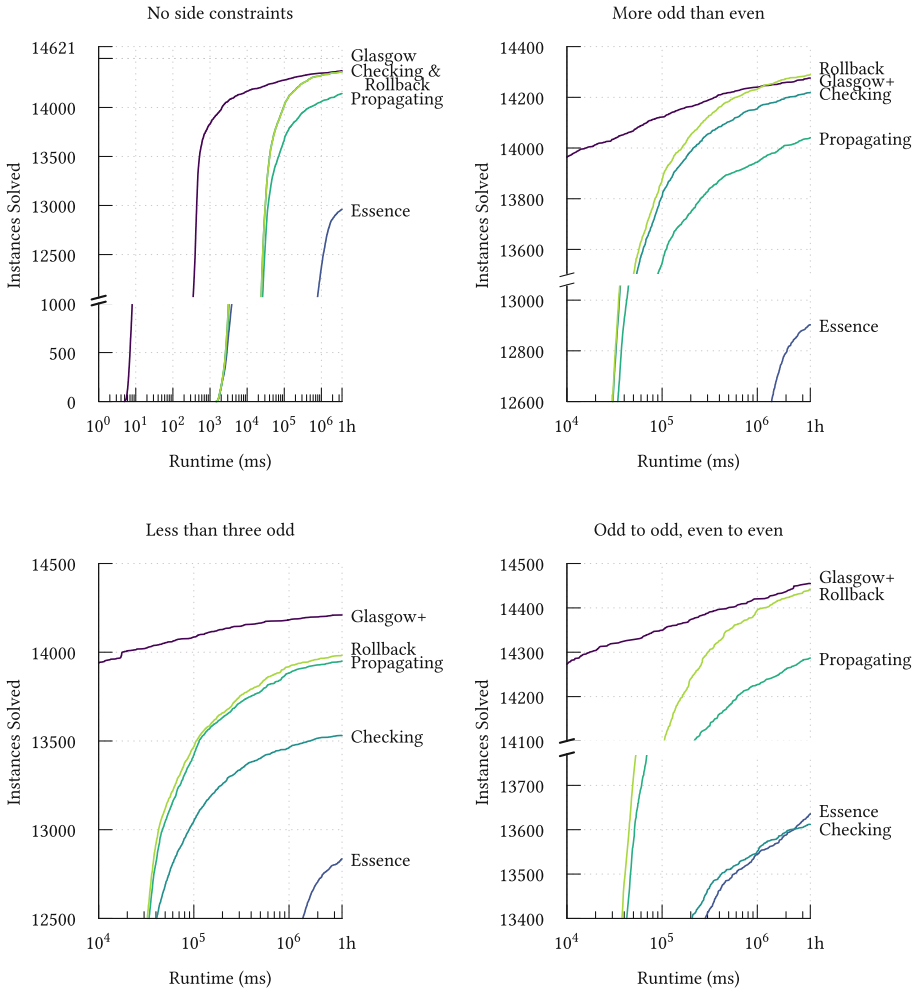 No side constraints
Instances Solved
14621
14000
13500
13000
12500
1000
500
0
Glasgow
Checking &
Rollback
Propagating
Essence
10^0 10^1 10^2 10^3 10^4 10^5 10^6 1h
Runtime (ms)
More odd than even
Instances Solved
14400
14200
14000
13800
13600
13000
12800
12600
Rollback
Glasgow+
Checking
Propagating
Essence
10^4 10^5 10^6 1h
Runtime (ms)
Less than three odd
Instances Solved
14500
14000
13500
13000
12500
Glasgow+
Rollback
Propagating
Checking
Essence
10^4 10^5 10^6 1h
Runtime (ms)
Odd to odd, even to even
Instances Solved
14500
14400
14300
14200
14100
13700
13600
13500
13400
Glasgow+
Rollback
Propagating
Essence
Checking
10^4 10^5 10^6 1h
Runtime (ms)